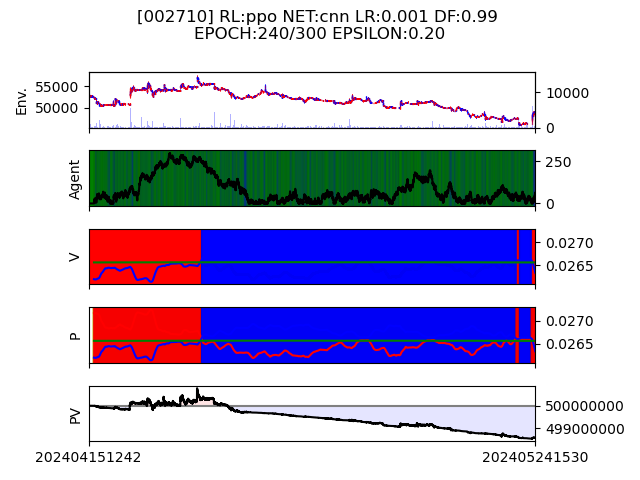 [002710] RL:ppo NET:cnn LR:0.001 DF:0.99
EPOCH:240/300 EPSILON:0.20
Env.
55000
50000
10000
0
Agent
250
0
V
0.0270
0.0265
P
0.0270
0.0265
PV
500000000
499000000
202404151242
202405241530